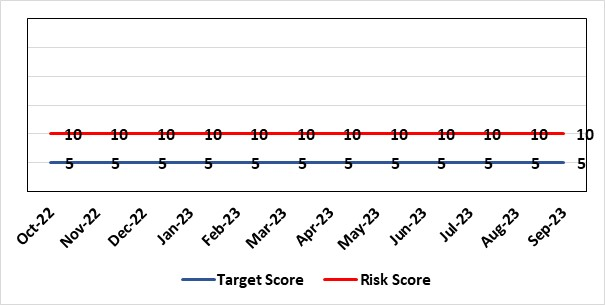 10 10 10 10 10 10 10 10 10 10 10 10
5 5 5 5 5 5 5 5 5 5 5 5
Oct-22 Nov-22 Dec-22 Jan-23 Feb-23 Mar-23 Apr-23 May-23 Jun-23 Jul-23 Aug-23 Sep-23
Target Score Risk Score